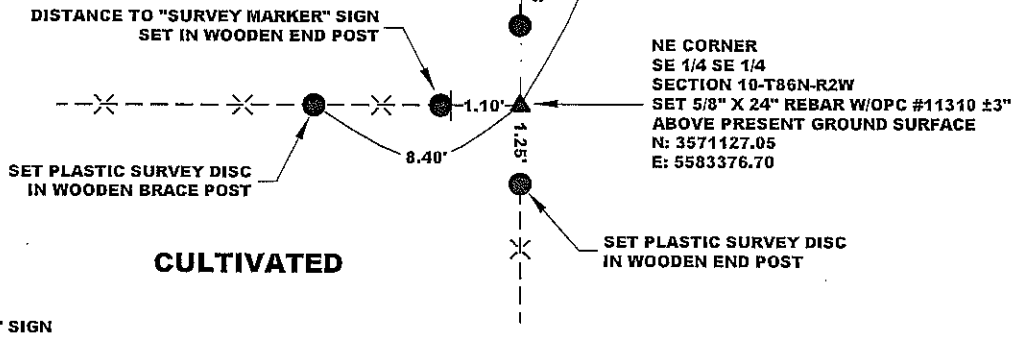 DISTANCE TO "SURVEY MARKER" SIGN
SET IN WOODEN END POST
NE CORNER
SE 1/4 SE 1/4
SECTION 10-T86N-R2W
SET 5/8" X 24" REBAR W/OPC #11310 ±3"
ABOVE PRESENT GROUND SURFACE
N: 3571127.05
E: 5583376.70
1.10'
1.25'
8.40'
SET PLASTIC SURVEY DISC
IN WOODEN BRACE POST
SET PLASTIC SURVEY DISC
IN WOODEN END POST
CULTIVATED
" SIGN